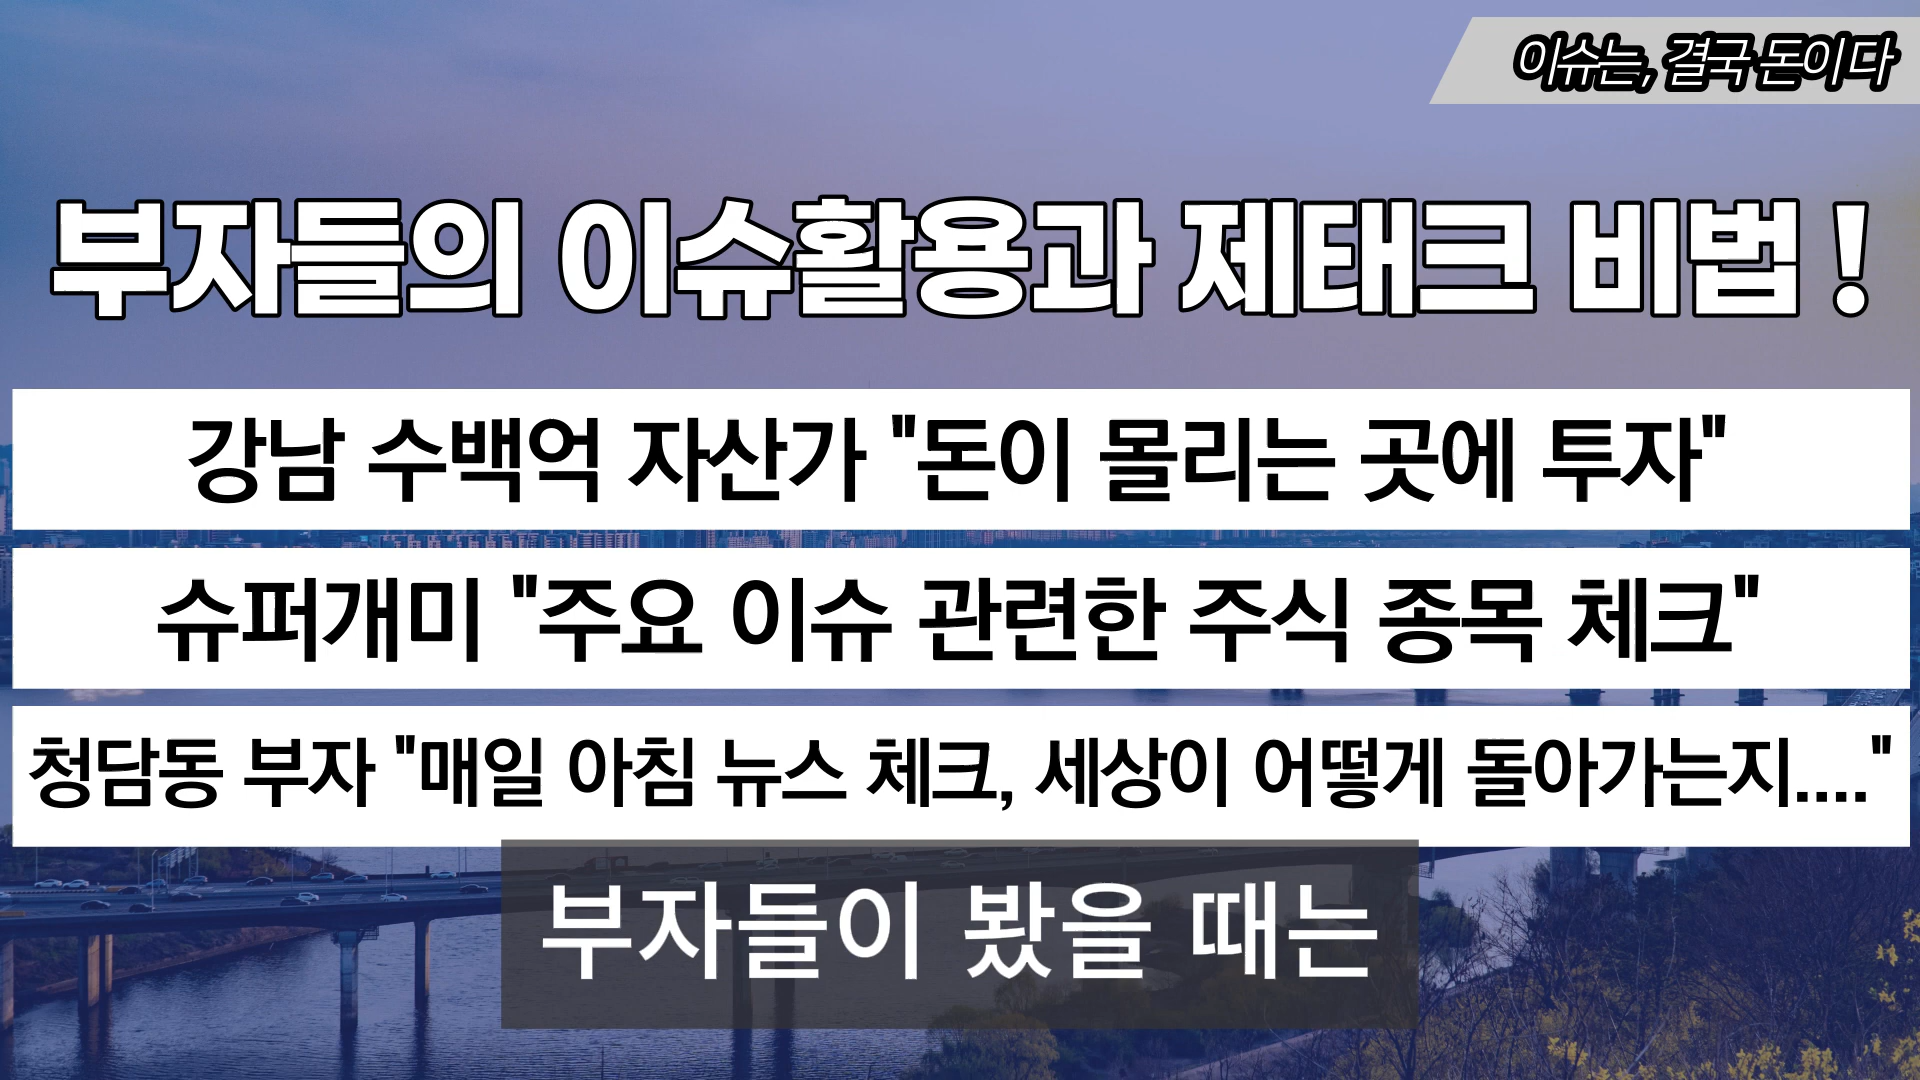 이슈는, 결국 돈이다
부자들의 이슈활용과 제태크 비법 !
강남 수백억 자산가 "돈이 몰리는 곳에 투자"
슈퍼개미 "주요 이슈 관련한 주식 종목 체크"
청담동 부자 "매일 아침 뉴스 체크, 세상이 어떻게 돌아가는지...."
부자들이 봤을 때는